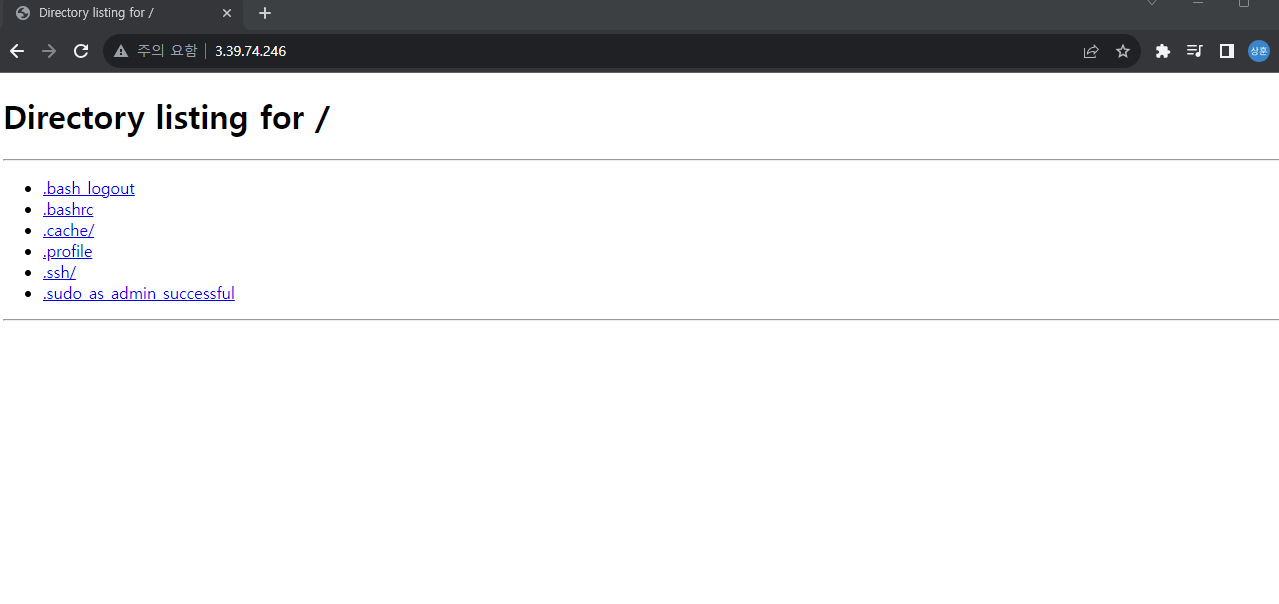 Directory listing for /
주의 요함 3.39.74.246
상훈
Directory listing for /
.bash_logout
.bashrc
.cache/
.profile
.ssh/
.sudo_as_admin_successful